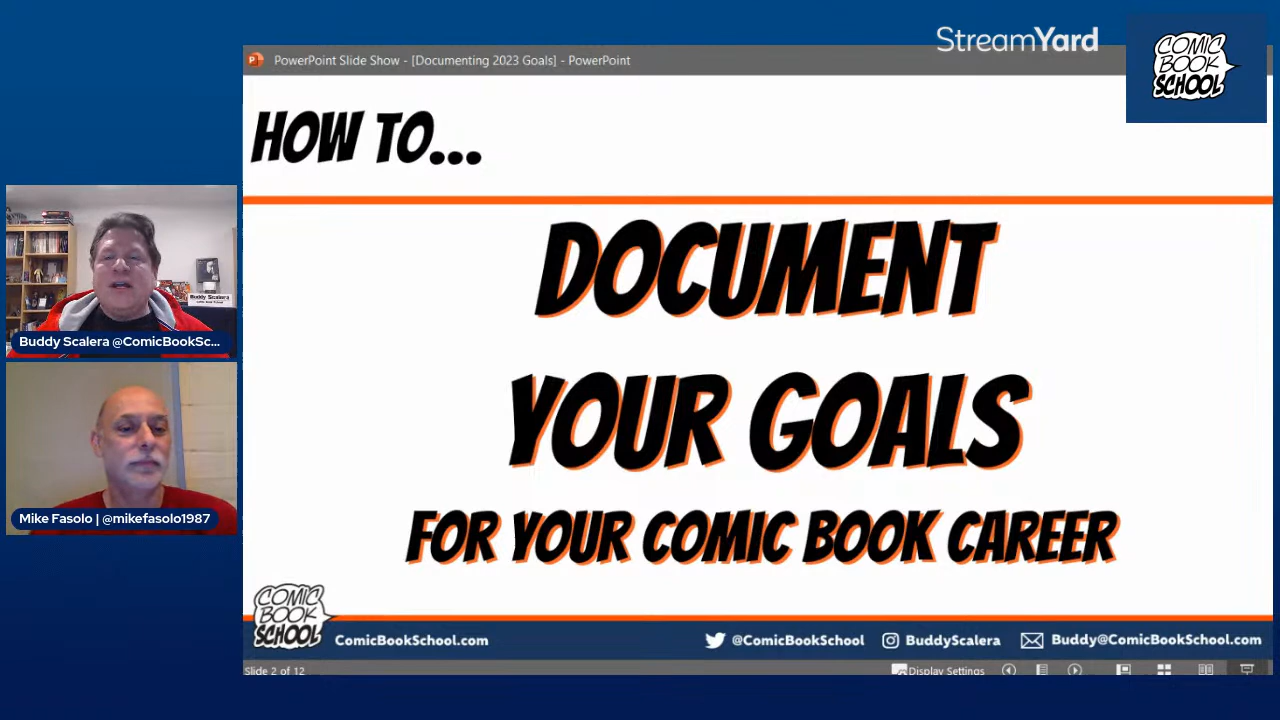 StreamYard
COMIC
BOOK
SCHOOL
PowerPoint Slide Show - [Documenting 2023 Goals] - PowerPoint
HOW TO...
DOCUMENT
YOUR GOALS
FOR YOUR COMIC BOOK CAREER
Buddy Scalera
Buddy Scalera @ComicBookSc...
Mike Fasolo | @mikefasolo1987
COMIC
BOOK
SCHOOL
ComicBookSchool.com
@ComicBookSchool
BuddyScalera
Buddy@ComicBookSchool.com
Slide 2 of 12
Display Settings